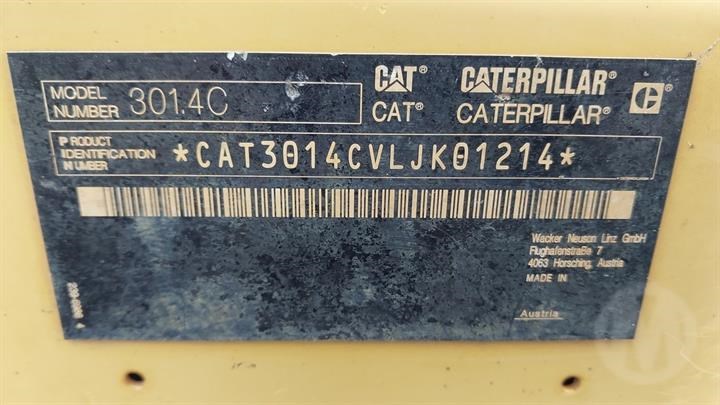 MODEL NUMBER 301.4C
CAT® CATERPILLAR®
CAT® CATERPILLAR®
PRODUCT
IDENTIFICATION
NUMBER
*CAT3014CVLJK01214*
Wacker Neuson Linz GmbH
Flughafenstraße 7
4063 Horsching, Austria
MADE IN
Austria